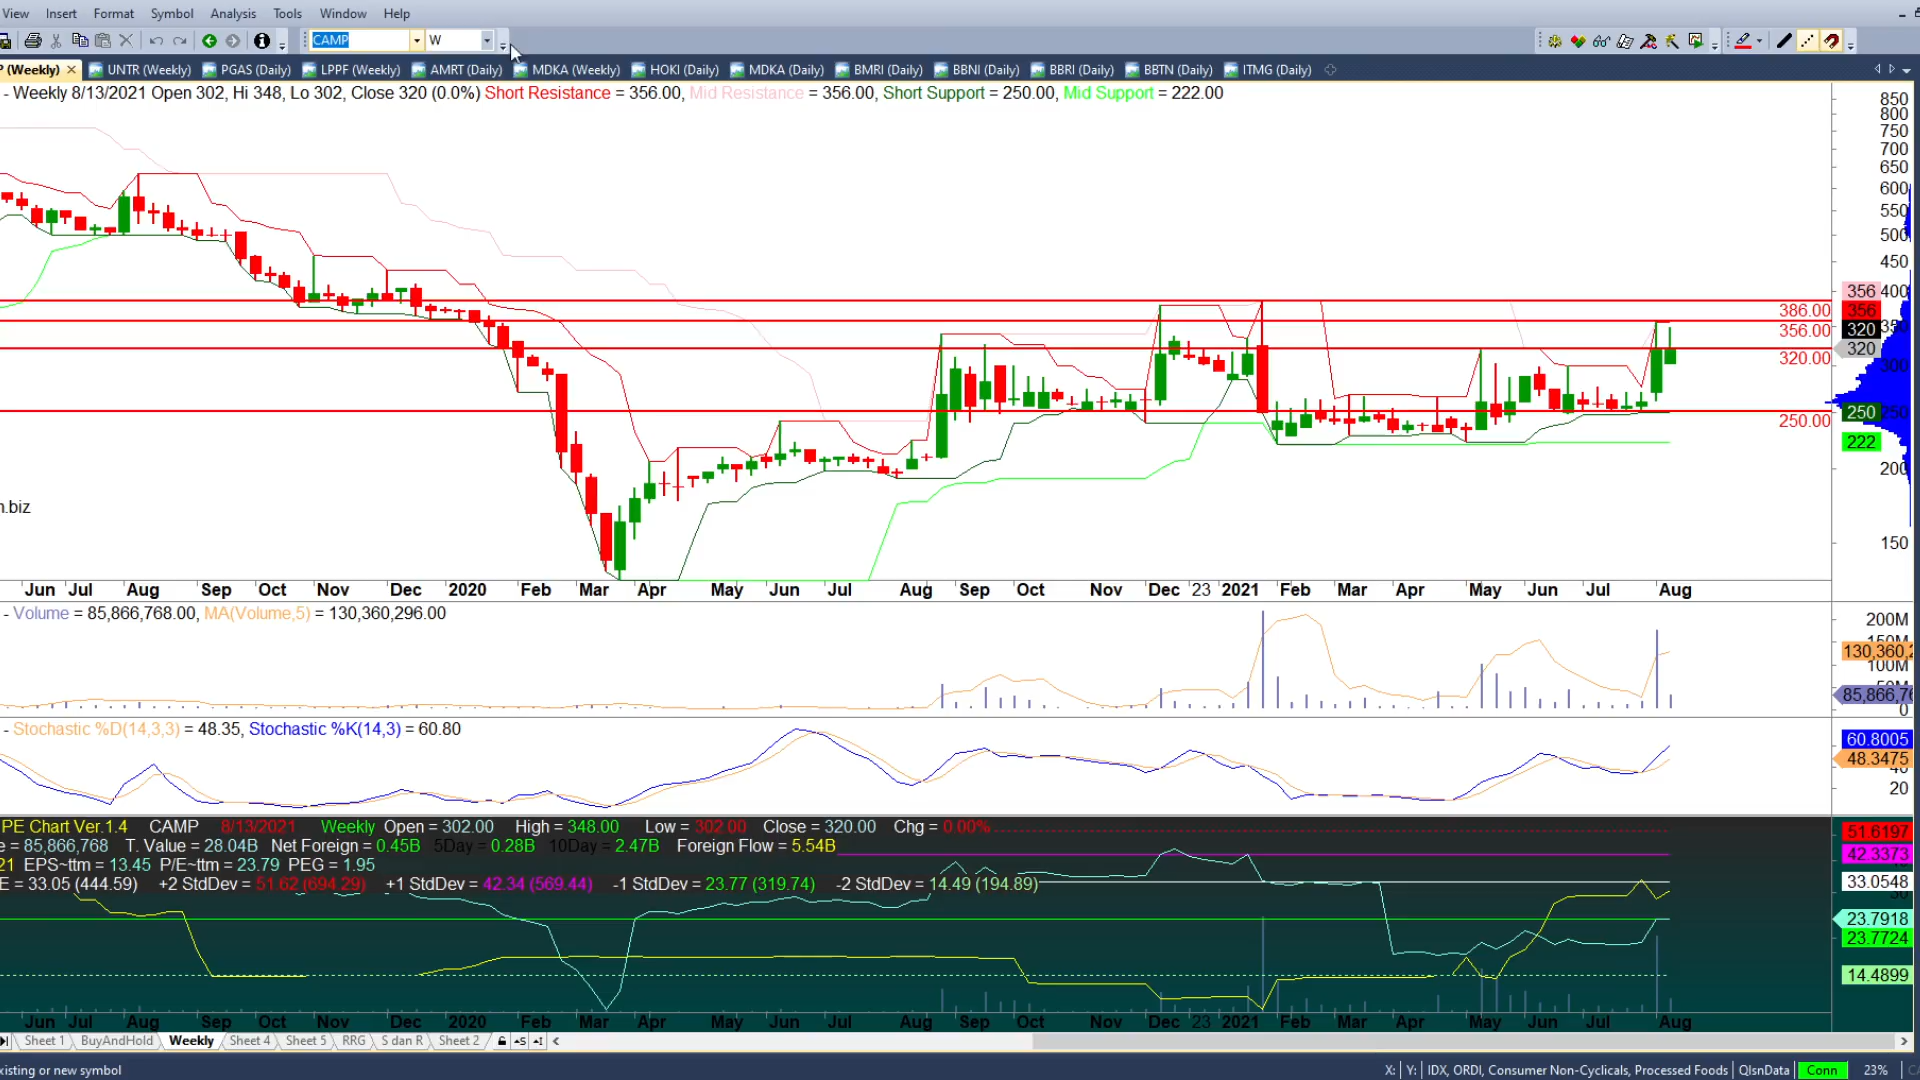 View Insert Format Symbol Analysis Tools Window Help
CAMP W
(Weekly) UNTR (Weekly) PGAS (Daily) LPPF (Weekly) AMRT (Daily) MDKA (Weekly) HOKI (Daily) MDKA (Daily) BMRI (Daily) BBNI (Daily) BBRI (Daily) BBTN (Daily) ITMG (Daily)
- Weekly 8/13/2021 Open 302, Hi 348, Lo 302, Close 320 (0.0%) Short Resistance = 356.00, Mid Resistance = 356.00, Short Support = 250.00, Mid Support = 222.00
850
800
750
700
650
600
550
500
450
356 400
386.00 356
356.00 320
320
320.00
300
250 250
250.00
222
200
n.biz
150
Jun Jul Aug Sep Oct Nov Dec 2020 Feb Mar Apr May Jun Jul Aug Sep Oct Nov Dec 23 2021 Feb Mar Apr May Jun Jul Aug
- Volume = 85,866,768.00, MA(Volume,5) = 130,360,296.00
200M
130,360,2
100M
85,866,76
0
- Stochastic %D(14,3,3) = 48.35, Stochastic %K(14,3) = 60.80
60.8005
48.3475
40
20
PE Chart Ver.1.4 CAMP 8/13/2021 Weekly Open = 302.00 High = 348.00 Low = 302.00 Close = 320.00 Chg = 0.00%
e = 85,866,768 T. Value = 28.04B Net Foreign = 0.45B 5Day = 0.28B 10Day = 2.47B Foreign Flow = 5.54B
21 EPS~ttm = 13.45 P/E~ttm = 23.79 PEG = 1.95
E = 33.05 (444.59) +2 StdDev = 51.62 (694.29) +1 StdDev = 42.34 (569.44) -1 StdDev = 23.77 (319.74) -2 StdDev = 14.49 (194.89)
51.6197
42.3373
33.0548
23.7918
23.7724
14.4899
Jun Jul Aug Sep Oct Nov Dec 2020 Feb Mar Apr May Jun Jul Aug Sep Oct Nov Dec 23 2021 Feb Mar Apr May Jun Jul Aug
Sheet 1 BuyAndHold Weekly Sheet 4 Sheet 5 RRG S dan R Sheet 2
xisting or new symbol X: Y: IDX, ORDI, Consumer Non-Cyclicals, Processed Foods QlsnData Conn 23%